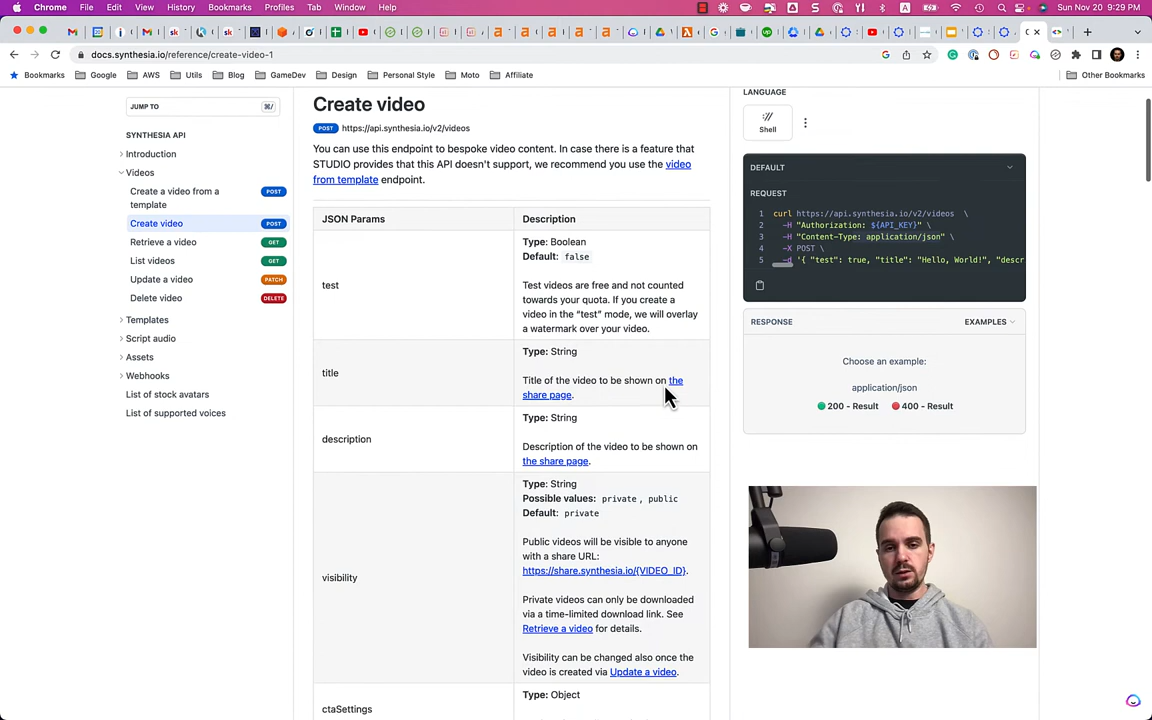 Chrome File Edit View History Bookmarks Profiles Tab Window Help Sun Nov 20 9:29 PM
docs.synthesia.io/reference/create-video-1
Bookmarks Google AWS Utils Blog GameDev Design Personal Style Moto Affiliate Other Bookmarks
JUMP TO ⌘/
SYNTHESIA API
Introduction
Videos
Create a video from a
template POST
Create video POST
Retrieve a video GET
List videos GET
Update a video PATCH
Delete video DELETE
Templates
Script audio
Assets
Webhooks
List of stock avatars
List of supported voices
Create video
POST https://api.synthesia.io/v2/videos
You can use this endpoint to bespoke video content. In case there is a feature that
STUDIO provides that this API doesn't support, we recommend you use the video
from template endpoint.
JSON Params Description
test
Type: Boolean
Default: false
Test videos are free and not counted
towards your quota. If you create a
video in the “test” mode, we will overlay
a watermark over your video.
title
Type: String
Title of the video to be shown on the
share page.
description
Type: String
Description of the video to be shown on
the share page.
visibility
Type: String
Possible values: private, public
Default: private
Public videos will be visible to anyone
with a share URL:
https://share.synthesia.io/{VIDEO_ID}.
Private videos can only be downloaded
via a time-limited download link. See
Retrieve a video for details.
Visibility can be changed also once the
video is created via Update a video.
ctaSettings
Type: Object
LANGUAGE
Shell
DEFAULT
REQUEST
1 curl https://api.synthesia.io/v2/videos \
2 -H "Authorization: ${API_KEY}" \
3 -H "Content-Type: application/json" \
4 -X POST \
5 -d '{ "test": true, "title": "Hello, World!", "descr
RESPONSE EXAMPLES
Choose an example:
application/json
200 - Result 400 - Result